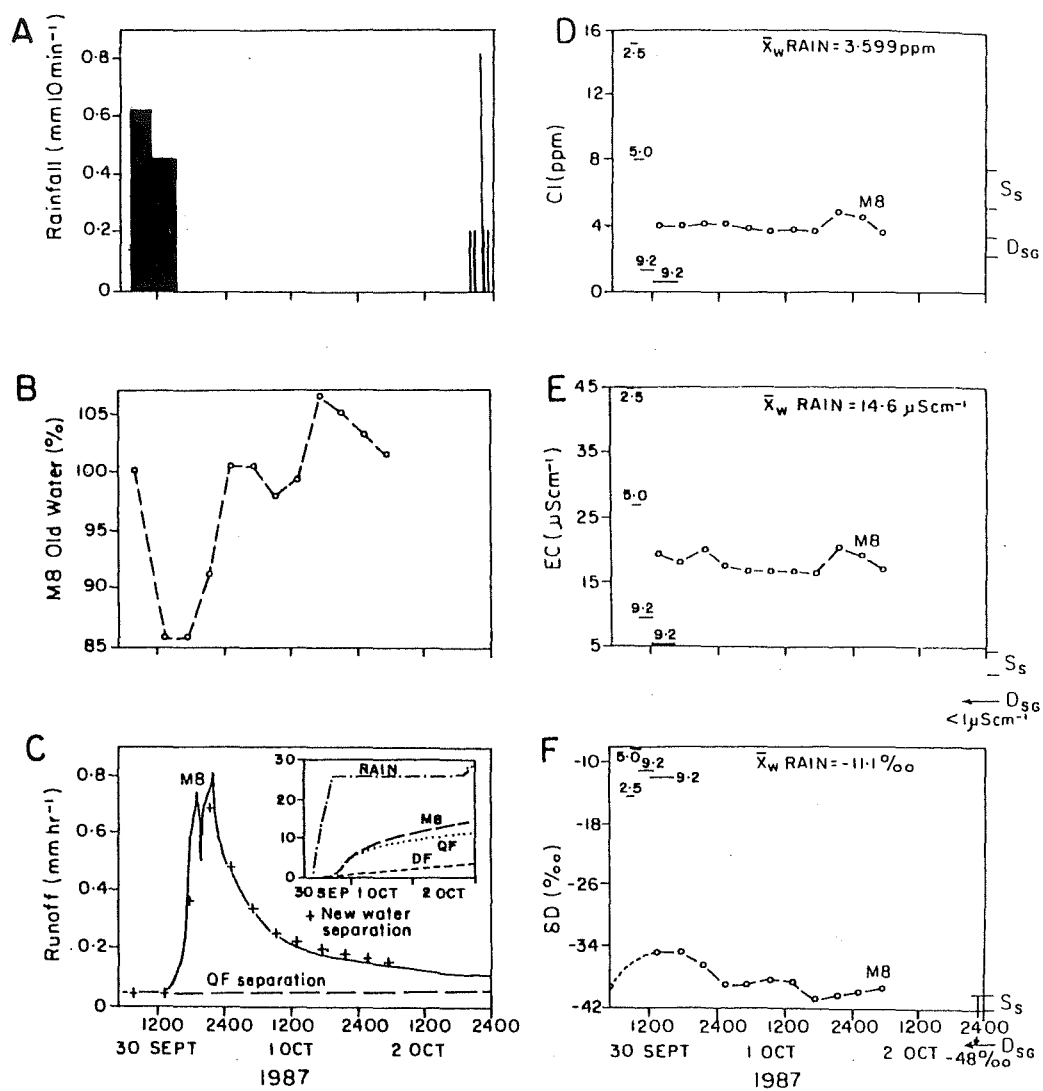 A
Rainfall (mm 10 min⁻¹)
0·8
0·6
0·4
0·2
0
B
M8 Old Water (%)
105
100
95
90
85
C
Runoff (mm hr⁻¹)
0·8
0·6
0·4
0·2
0
M8
QF separation
30
20
10
0
RAIN
M8
QF
DF
30 SEP 1 OCT 2 OCT
+ New water
separation
1200 2400 1200 2400 1200 2400
30 SEPT 1 OCT 2 OCT
1987
D
Cl (ppm)
16
12
8
4
0
X̄w RAIN = 3·599 ppm
2·5
5·0
9·2
9·2
M8
Ss
DSG
E
EC (μScm⁻¹)
45
35
25
15
5
X̄w RAIN = 14·6 μScm⁻¹
2·5
5·0
9·2
9·2
M8
Ss
DSG
<1μScm⁻¹
F
δD (‰)
-10
-18
-26
-34
-42
X̄w RAIN = -11·1 ‰
5·0 9·2
9·2
2·5
M8
Ss
DSG
-48‰
1200 2400 1200 2400 1200 2400
30 SEPT 1 OCT 2 OCT
1987